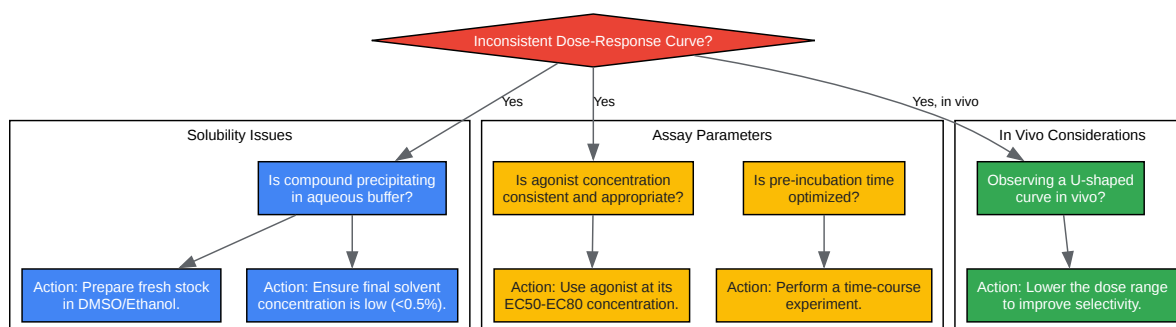 Inconsistent Dose-Response Curve?
Yes
Yes
Yes, in vivo
Solubility Issues
Assay Parameters
In Vivo Considerations
Is compound precipitating
in aqueous buffer?
Is agonist concentration
consistent and appropriate?
Is pre-incubation time
optimized?
Observing a U-shaped
curve in vivo?
Action: Prepare fresh stock
in DMSO/Ethanol.
Action: Ensure final solvent
concentration is low (<0.5%).
Action: Use agonist at its
EC50-EC80 concentration.
Action: Perform a time-course
experiment.
Action: Lower the dose range
to improve selectivity.